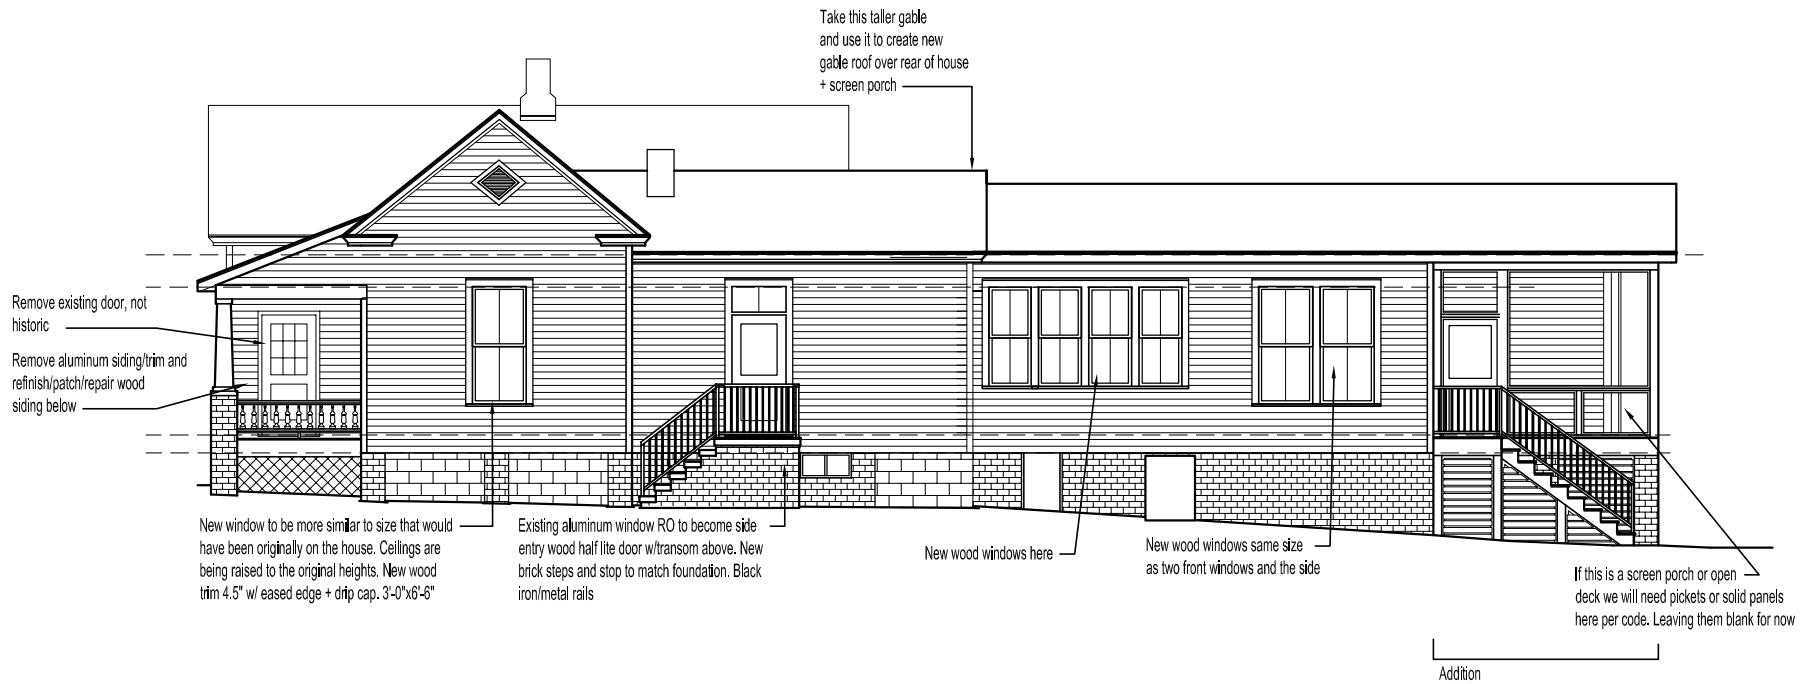 Take this taller gable
and use it to create new
gable roof over rear of house
+ screen porch
Remove existing door, not
historic
Remove aluminum siding/trim and
refinish/patch/repair wood
siding below
New window to be more similar to size that would
have been originally on the house. Ceilings are
being raised to the original heights. New wood
trim 4.5" w/ eased edge + drip cap. 3'-0"x6'-6"
Existing aluminum window RO to become side
entry wood half lite door w/transom above. New
brick steps and stop to match foundation. Black
iron/metal rails
New wood windows here
New wood windows same size
as two front windows and the side
If this is a screen porch or open
deck we will need pickets or solid panels
here per code. Leaving them blank for now
Addition